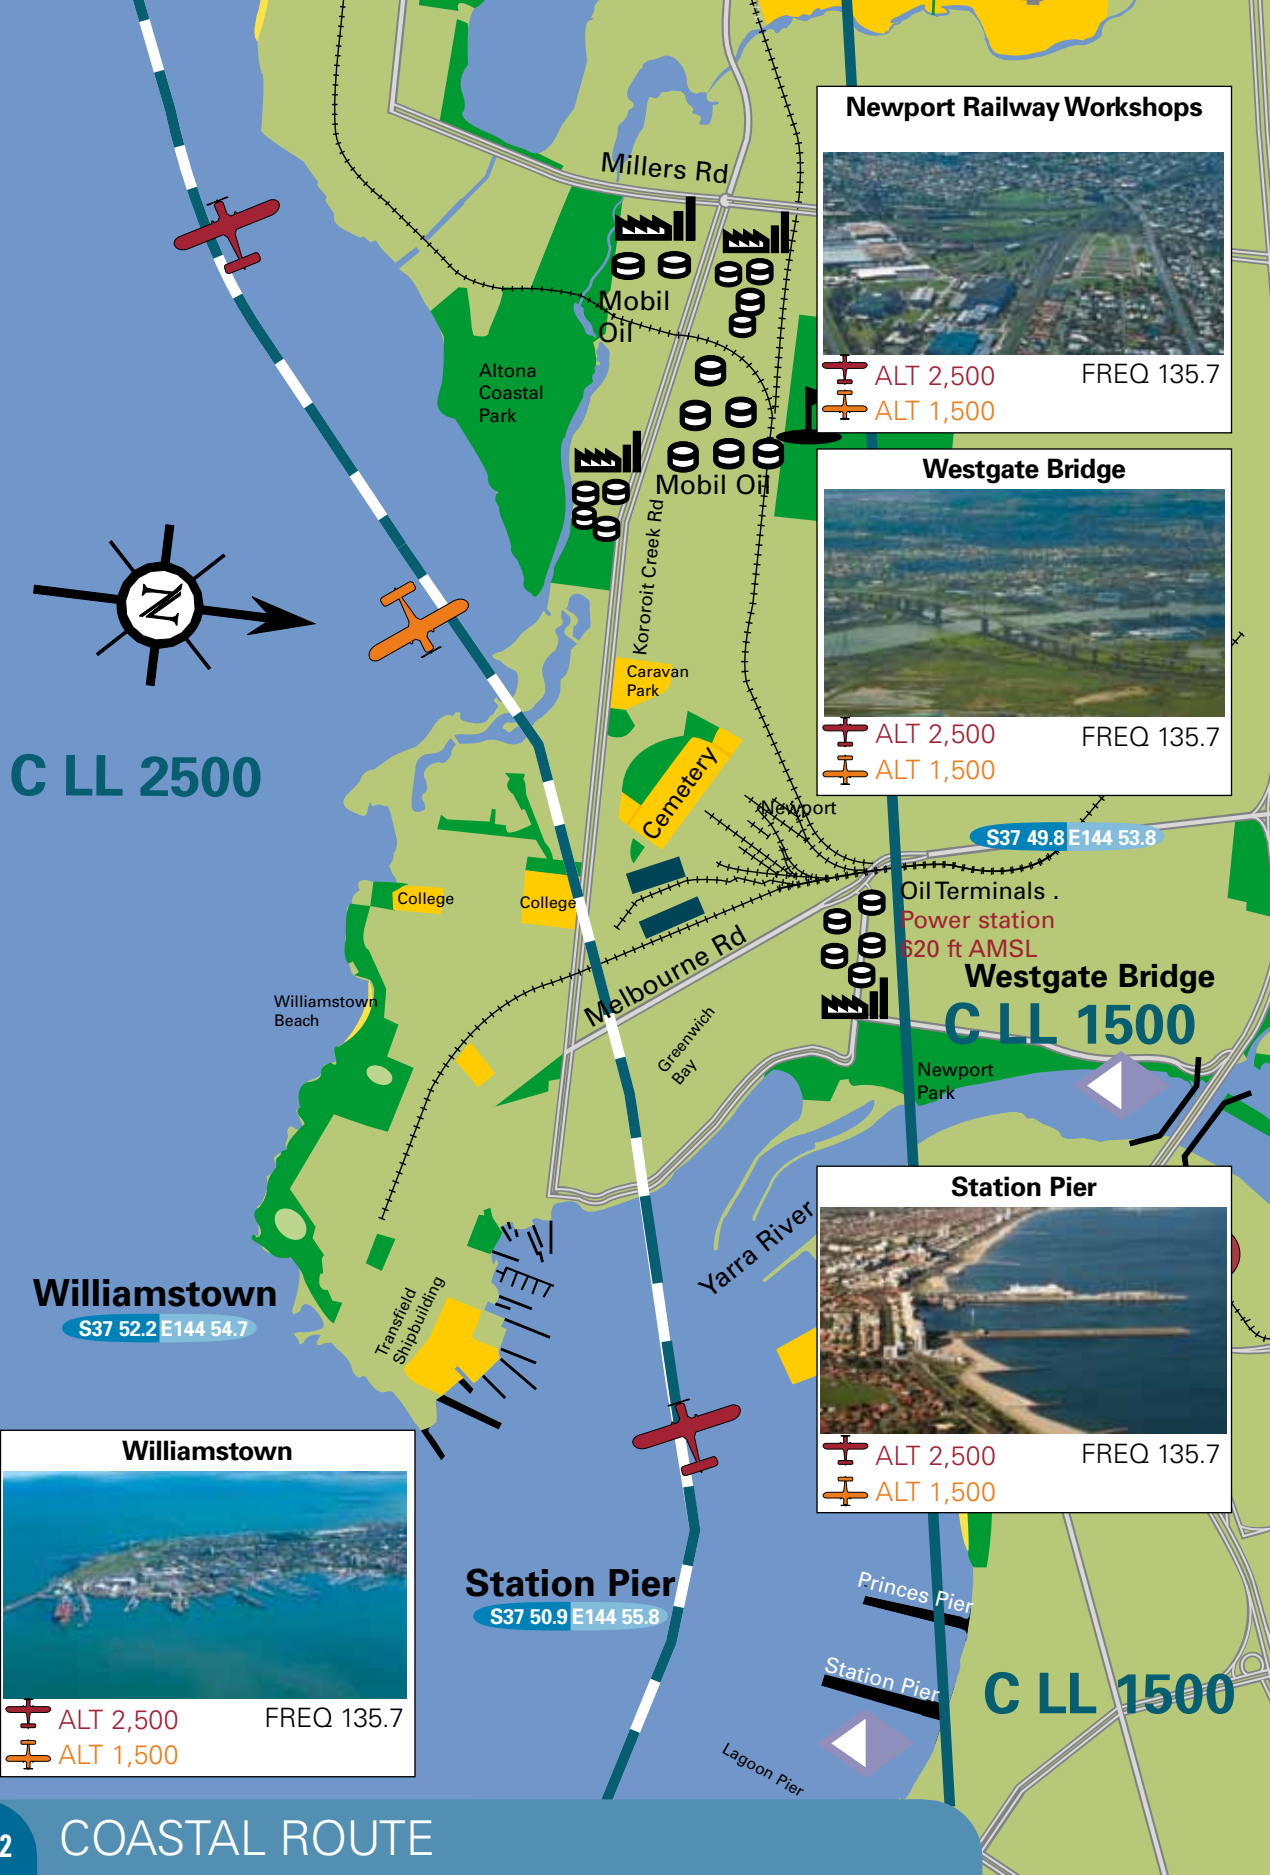 Newport Railway Workshops
ALT 2,500
FREQ 135.7
ALT 1,500
Millers Rd
Mobil
Oil
Altona
Coastal
Park
Mobil Oil
Kororoit Creek Rd
Westgate Bridge
ALT 2,500
FREQ 135.7
ALT 1,500
N
Caravan
Park
C LL 2500
Cemetery
Newport
S37 49.8 E144 53.8
College
College
Oil Terminals .
Power station
620 ft AMSL
Melbourne Rd
Westgate Bridge
C LL 1500
Williamstown
Beach
Greenwich
Bay
Newport
Park
Station Pier
ALT 2,500
FREQ 135.7
ALT 1,500
Yarra River
Williamstown
S37 52.2 E144 54.7
Transfield
Shipbuilding
Williamstown
ALT 2,500
FREQ 135.7
ALT 1,500
Station Pier
S37 50.9 E144 55.8
Princes Pier
Station Pier
C LL 1500
Lagoon Pier
2
COASTAL ROUTE